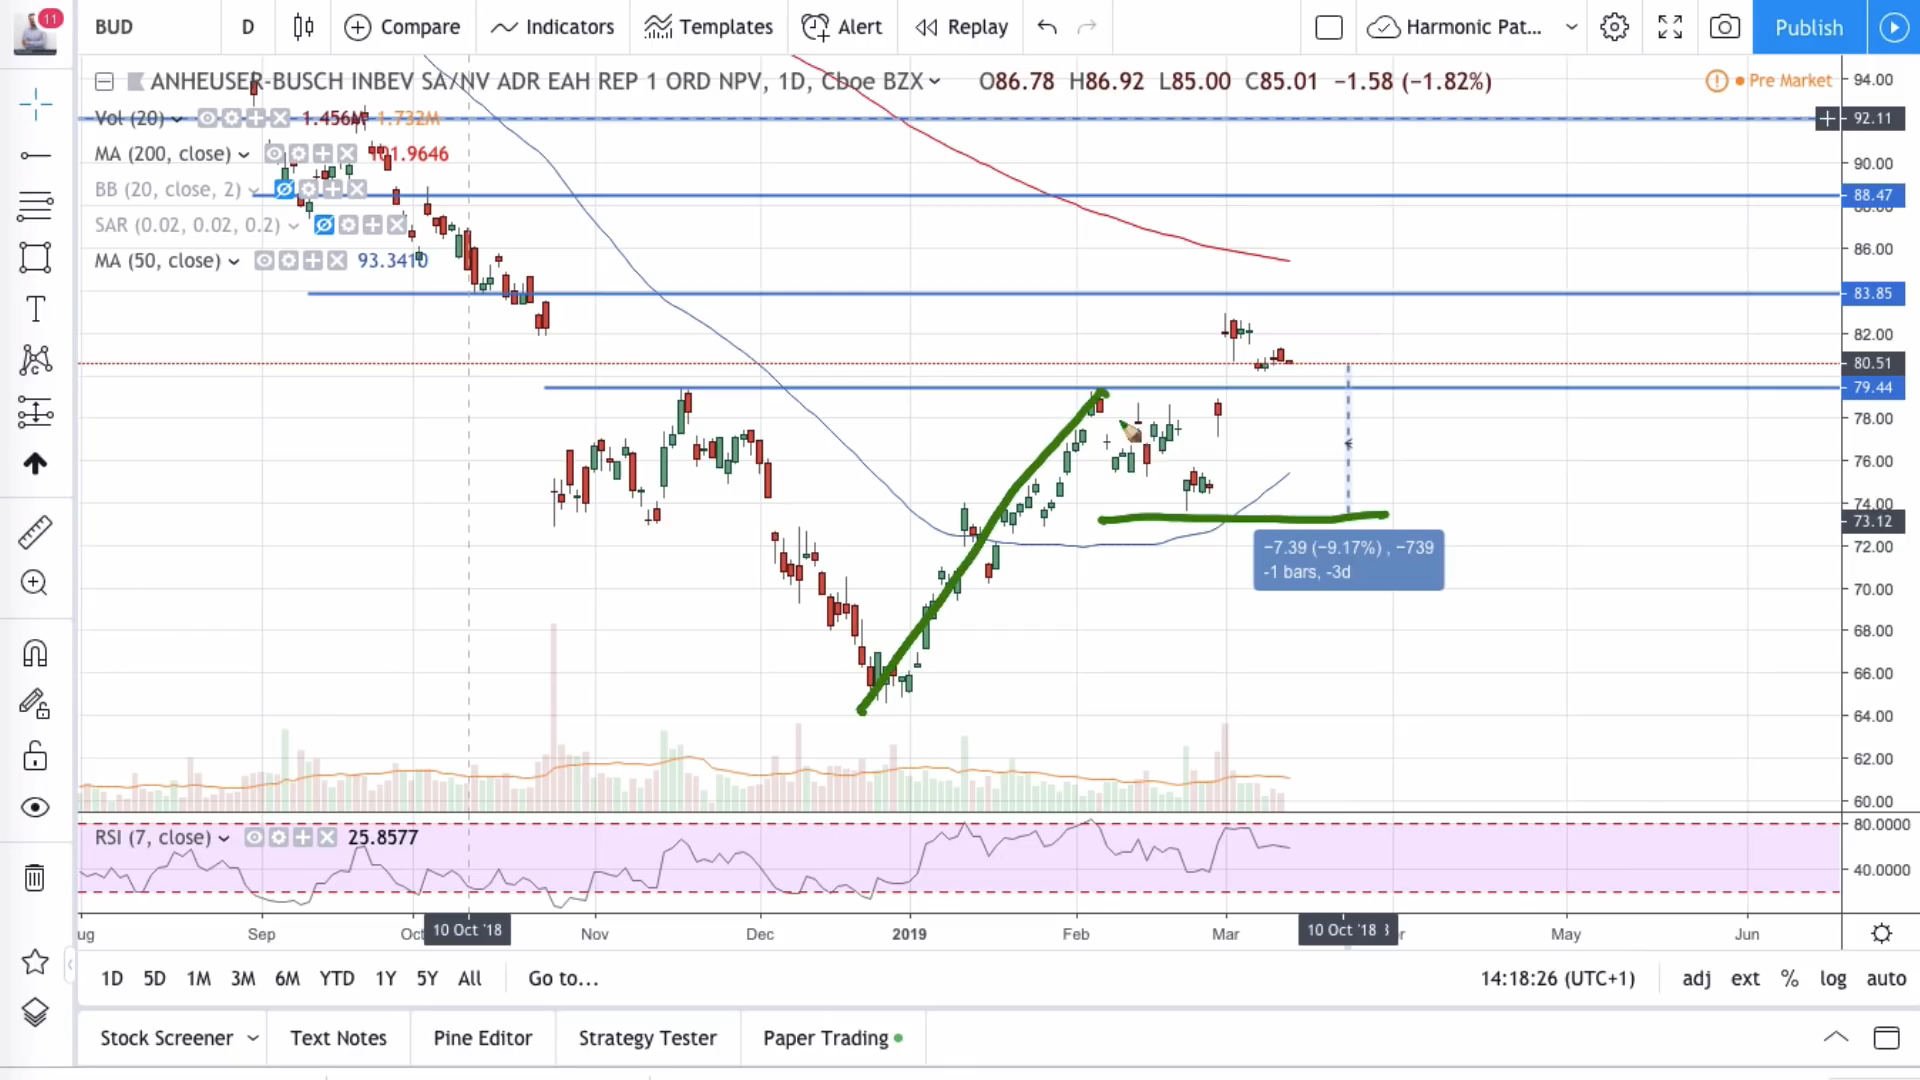 11
BUD D Compare Indicators Templates Alert Replay Harmonic Pat... Publish
ANHEUSER-BUSCH INBEV SA/NV ADR EAH REP 1 ORD NPV, 1D, Cboe BZX O86.78 H86.92 L85.00 C85.01 −1.58 (−1.82%) Pre Market
Vol (20) 1.456M 1.732M
MA (200, close) 101.9646
BB (20, close, 2)
SAR (0.02, 0.02, 0.2)
MA (50, close) 93.3410
94.00
92.11
90.00
88.47
88.00
86.00
83.85
82.00
80.51
79.44
78.00
76.00
74.00
73.12
72.00
70.00
68.00
66.00
64.00
62.00
60.00
−7.39 (−9.17%) , −739
-1 bars, -3d
RSI (7, close) 25.8577
80.0000
40.0000
ug Sep Oct 10 Oct '18 Nov Dec 2019 Feb Mar 10 Oct '18 May Jun
1D 5D 1M 3M 6M YTD 1Y 5Y All Go to... 14:18:26 (UTC+1) adj ext % log auto
Stock Screener Text Notes Pine Editor Strategy Tester Paper Trading